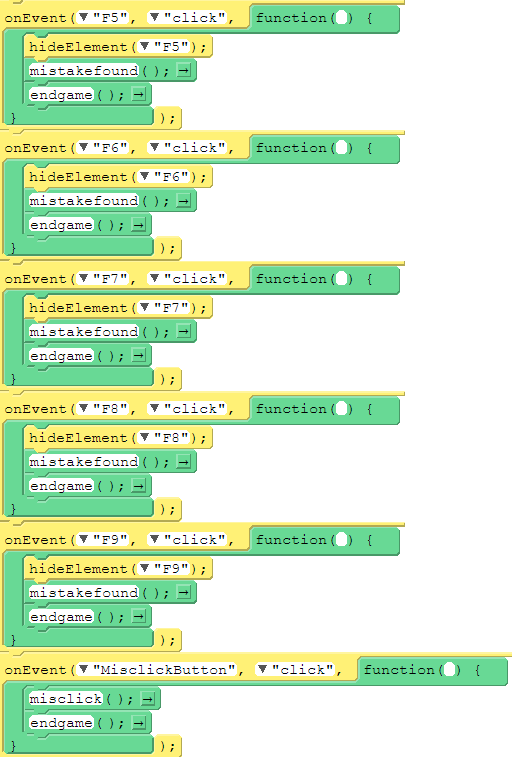 onEvent(▼"F5", ▼"click", function( ) {
hideElement(▼"F5");
mistakefound(); →
endgame(); →
} );
onEvent(▼"F6", ▼"click", function( ) {
hideElement(▼"F6");
mistakefound(); →
endgame(); →
} );
onEvent(▼"F7", ▼"click", function( ) {
hideElement(▼"F7");
mistakefound(); →
endgame(); →
} );
onEvent(▼"F8", ▼"click", function( ) {
hideElement(▼"F8");
mistakefound(); →
endgame(); →
} );
onEvent(▼"F9", ▼"click", function( ) {
hideElement(▼"F9");
mistakefound(); →
endgame(); →
} );
onEvent(▼"MisclickButton", ▼"click", function( ) {
misclick(); →
endgame(); →
} );